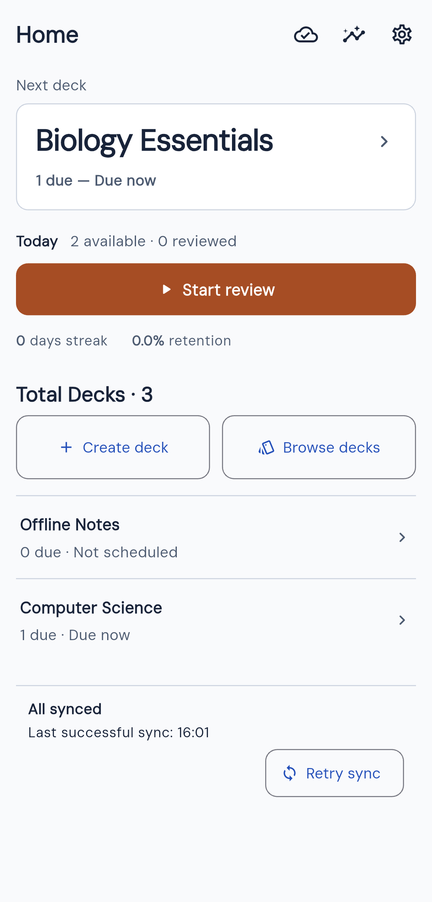 Home
Next deck
Biology Essentials
1 due — Due now
Today 2 available · 0 reviewed
Start review
0 days streak 0.0% retention
Total Decks · 3
Create deck Browse decks
Offline Notes
0 due · Not scheduled
Computer Science
1 due · Due now
All synced
Last successful sync: 16:01
Retry sync